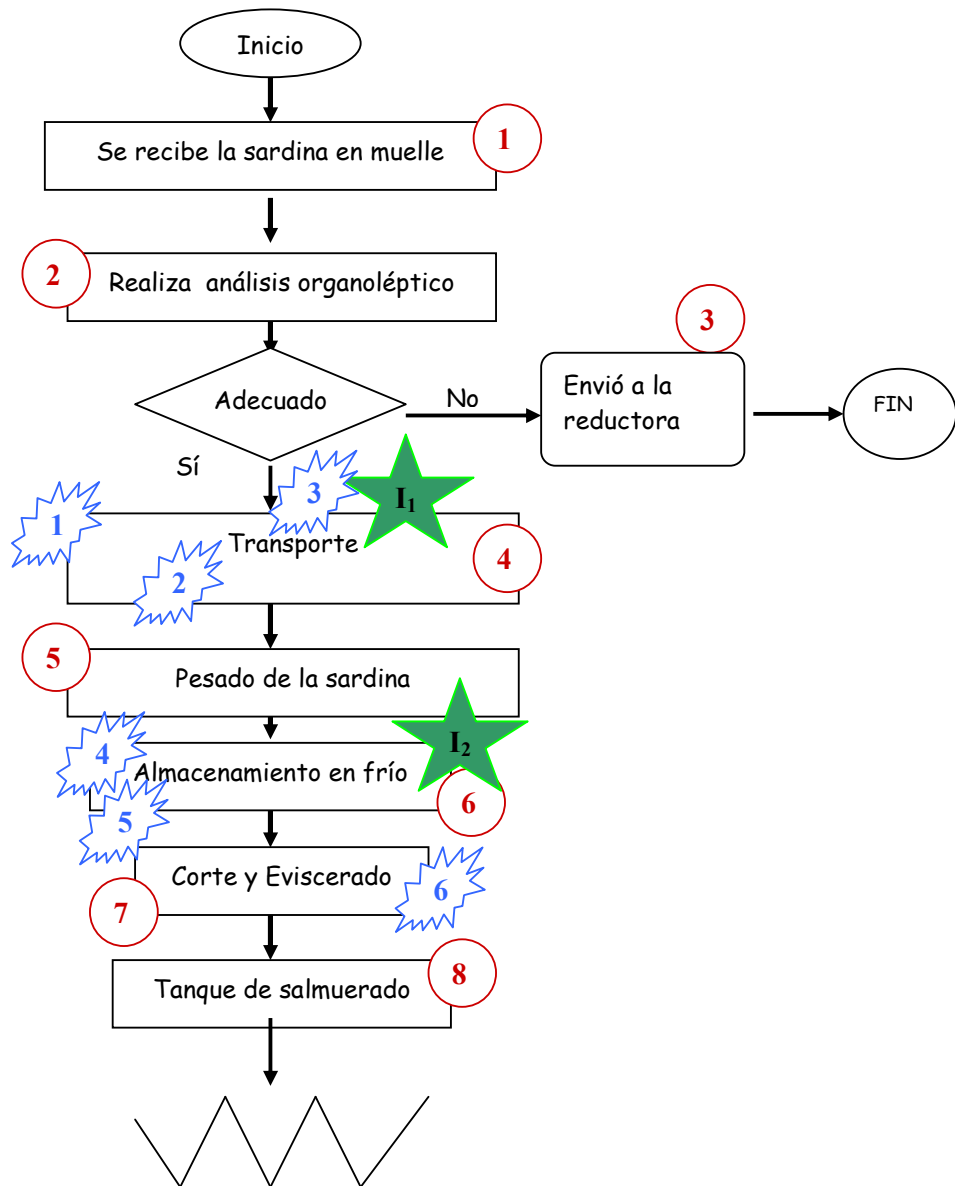 Inicio
Se recibe la sardina en muelle
1
2
Realiza análisis organoléptico
Adecuado
No
Envió a la
reductora
3
FIN
Sí
1
2
3
I₁
Transporte
4
5
Pesado de la sardina
4
I₂
Almacenamiento en frío
6
5
Corte y Eviscerado
6
7
8
Tanque de salmuerado